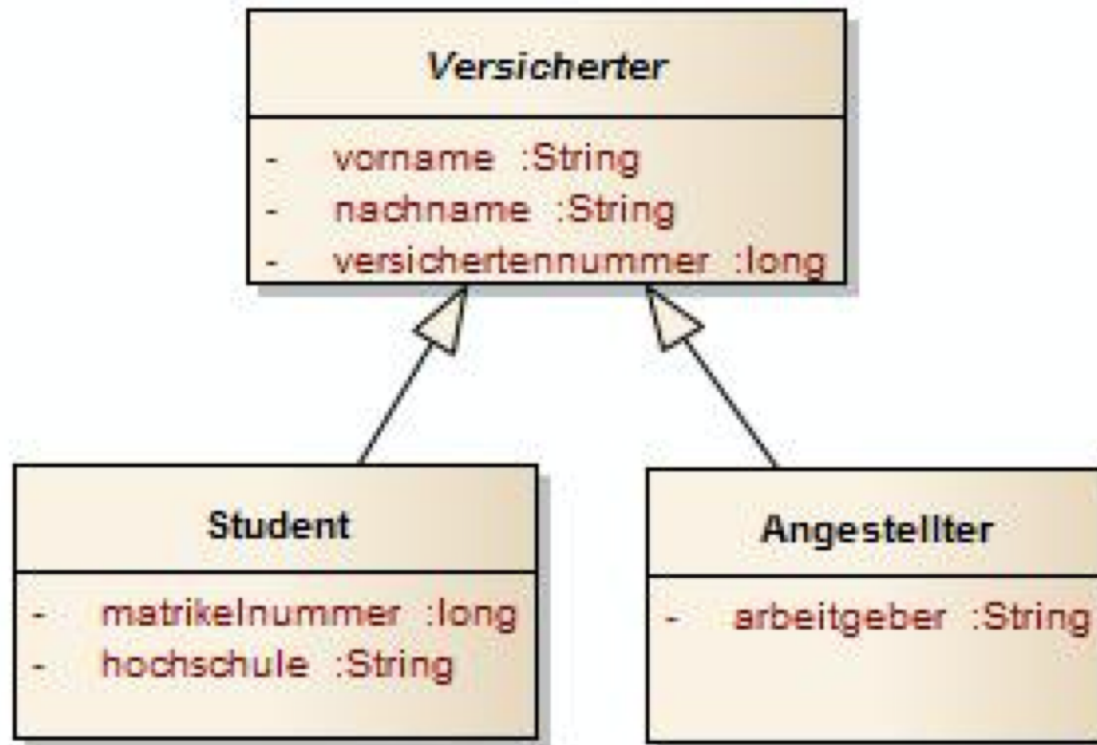 Versicherter
- vorname :String
- nachname :String
- versichertennummer :long
Student
- matrikelnummer :long
- hochschule :String
Angestellter
- arbeitgeber :String